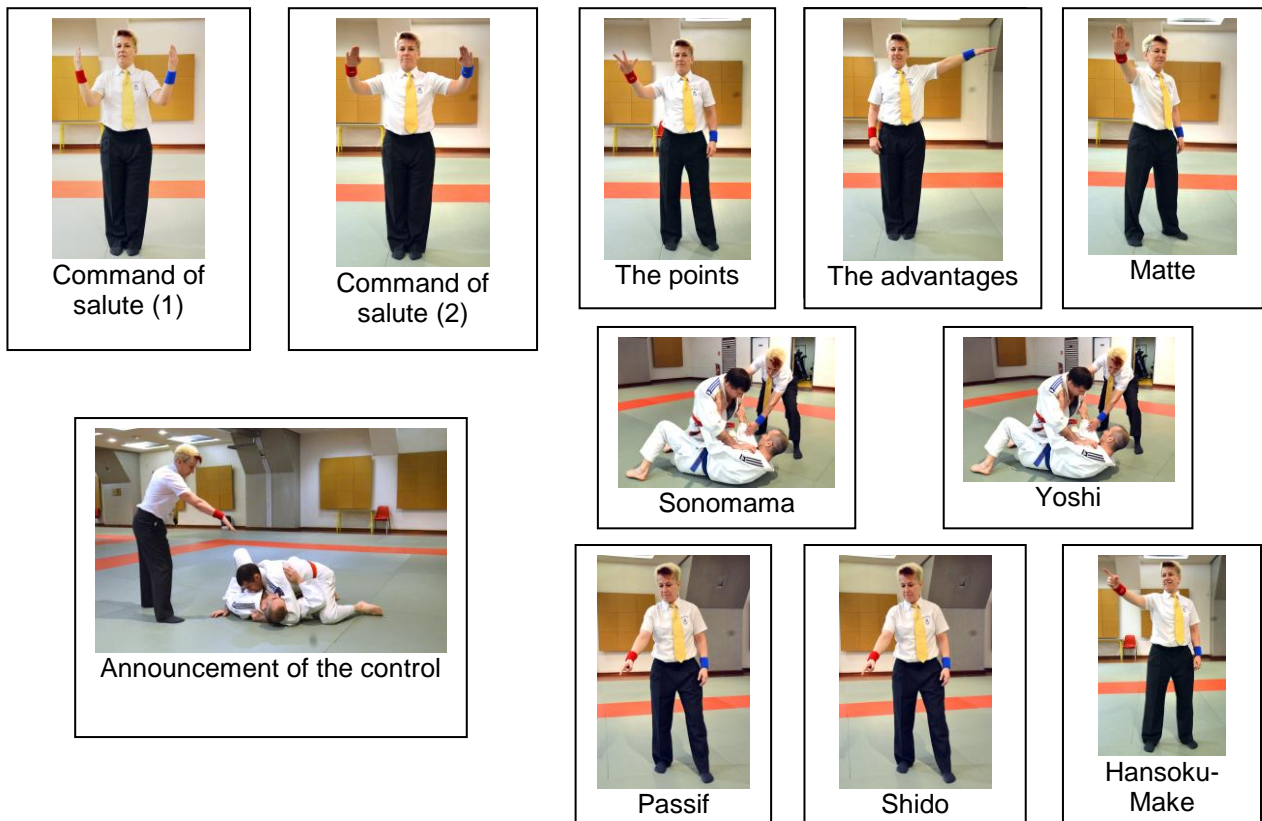 Command of
salute (1)
Command of
salute (2)
The points
The advantages
Matte
Sonomama
Yoshi
Announcement of the control
Passif
Shido
Hansoku-
Make